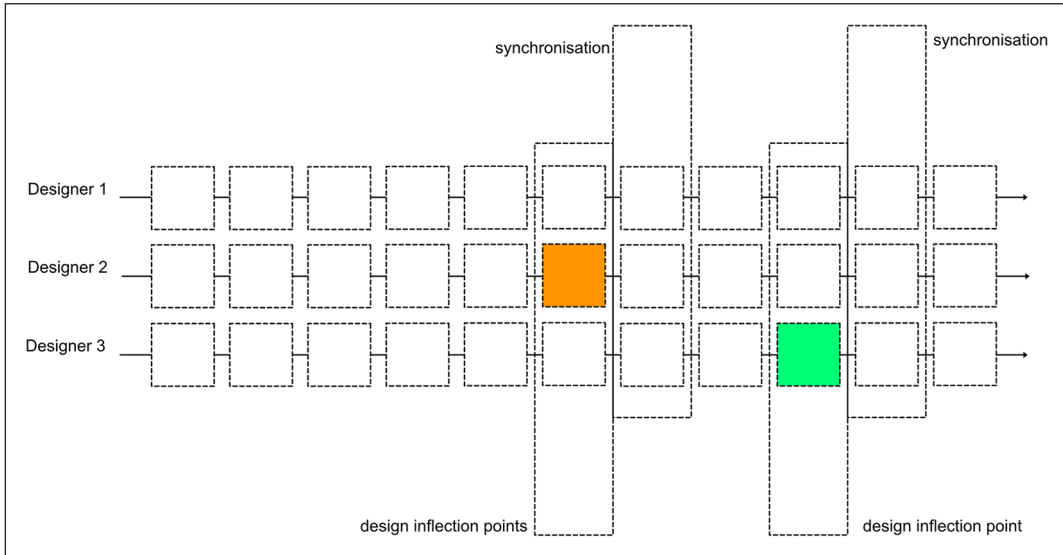 synchronisation
synchronisation
Designer 1
Designer 2
Designer 3
design inflection points
design inflection point